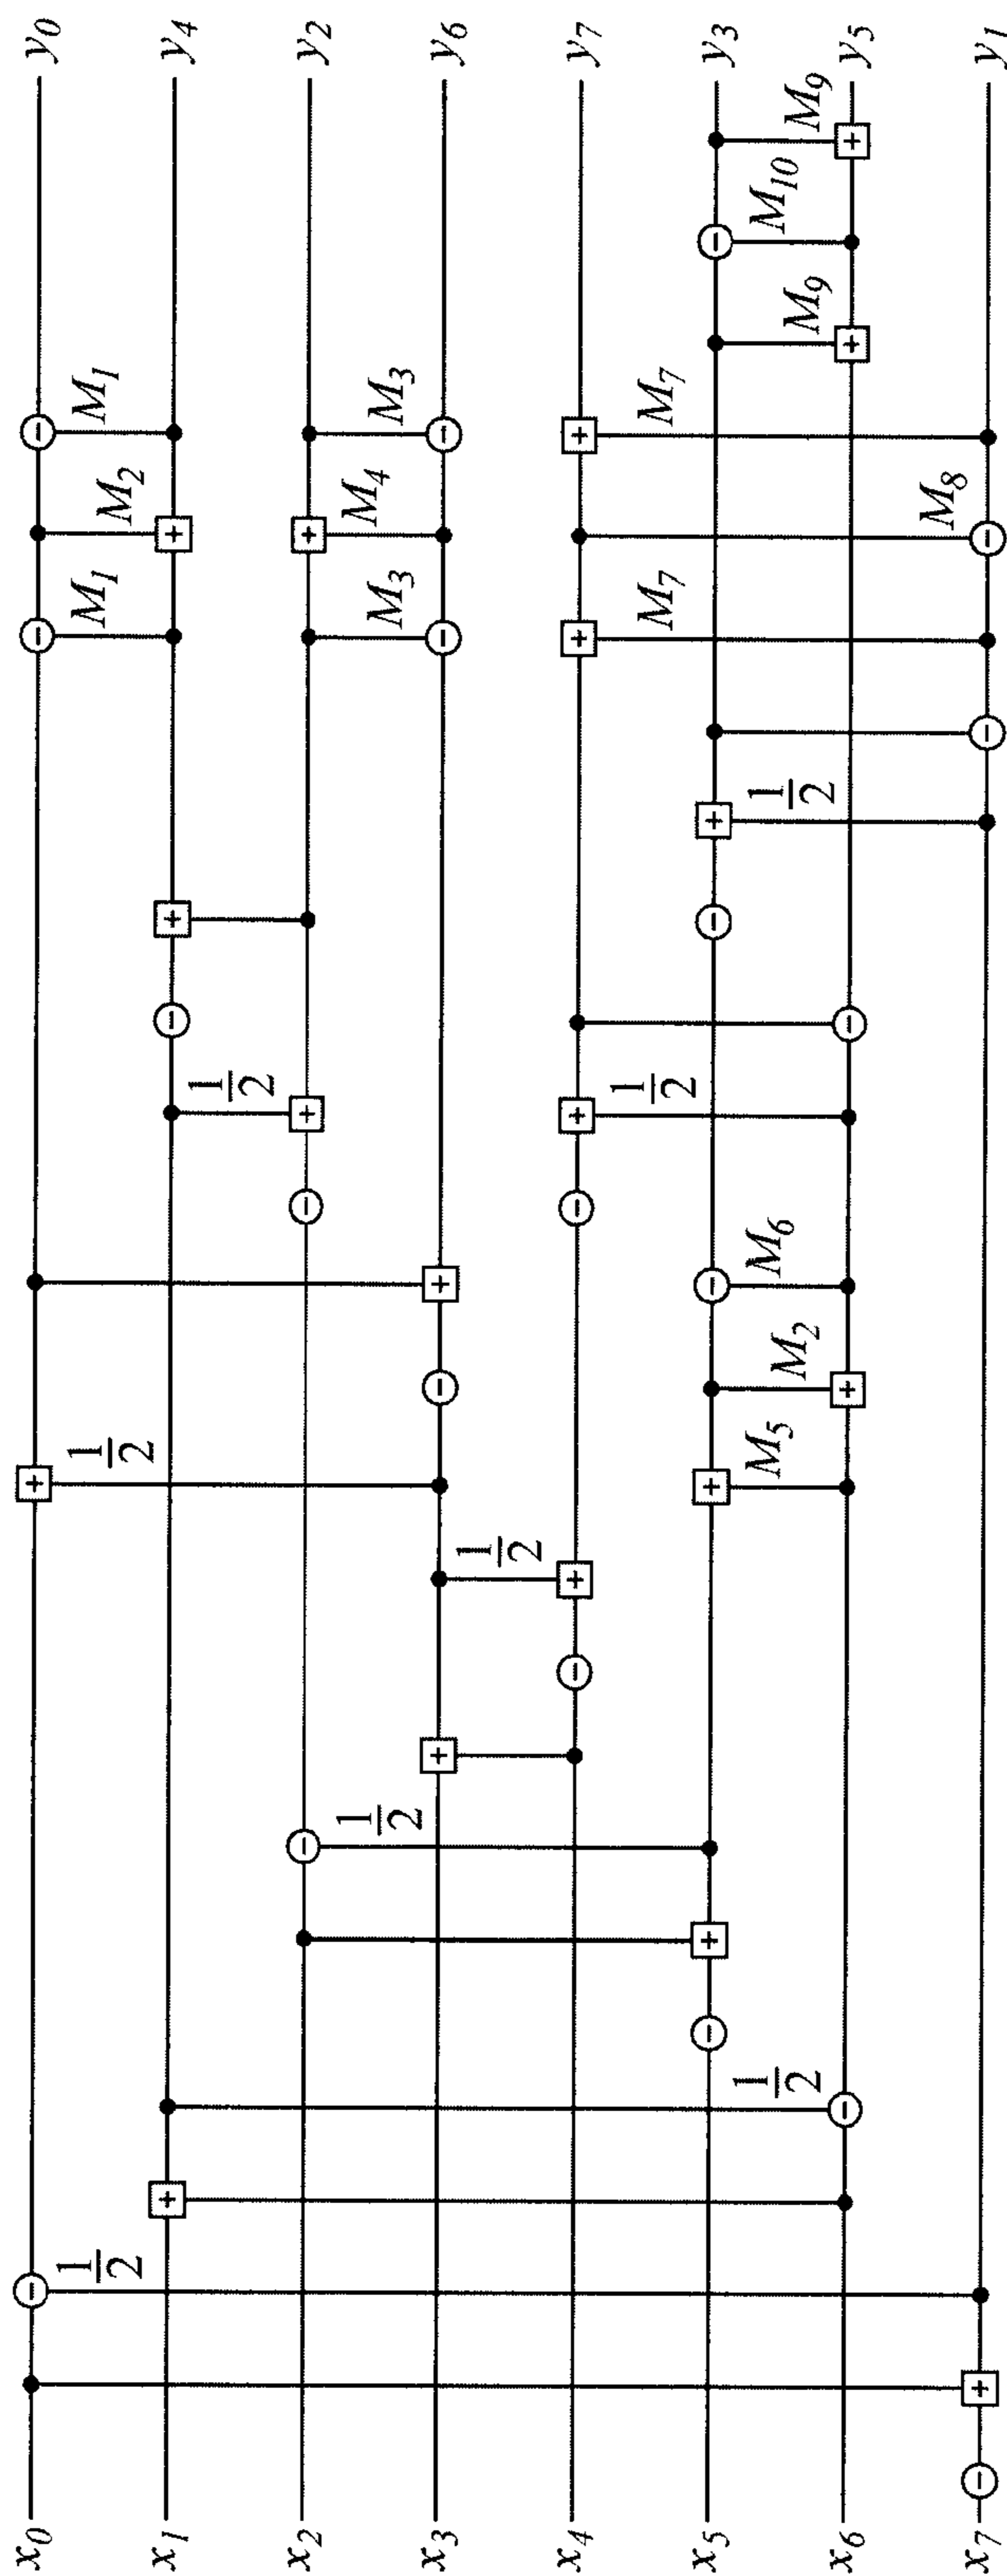 x0 y0
1/2 1/2 M1 M2 M1
x1 y4
1/2
x2 y2
1/2 M3 M4 M3
x3 y6
1/2
x4 y7
1/2 M7 M7
x5 y3
1/2 M5 M2 M6 1/2 M9 M10 M9
x6 y5
M8
x7 y1